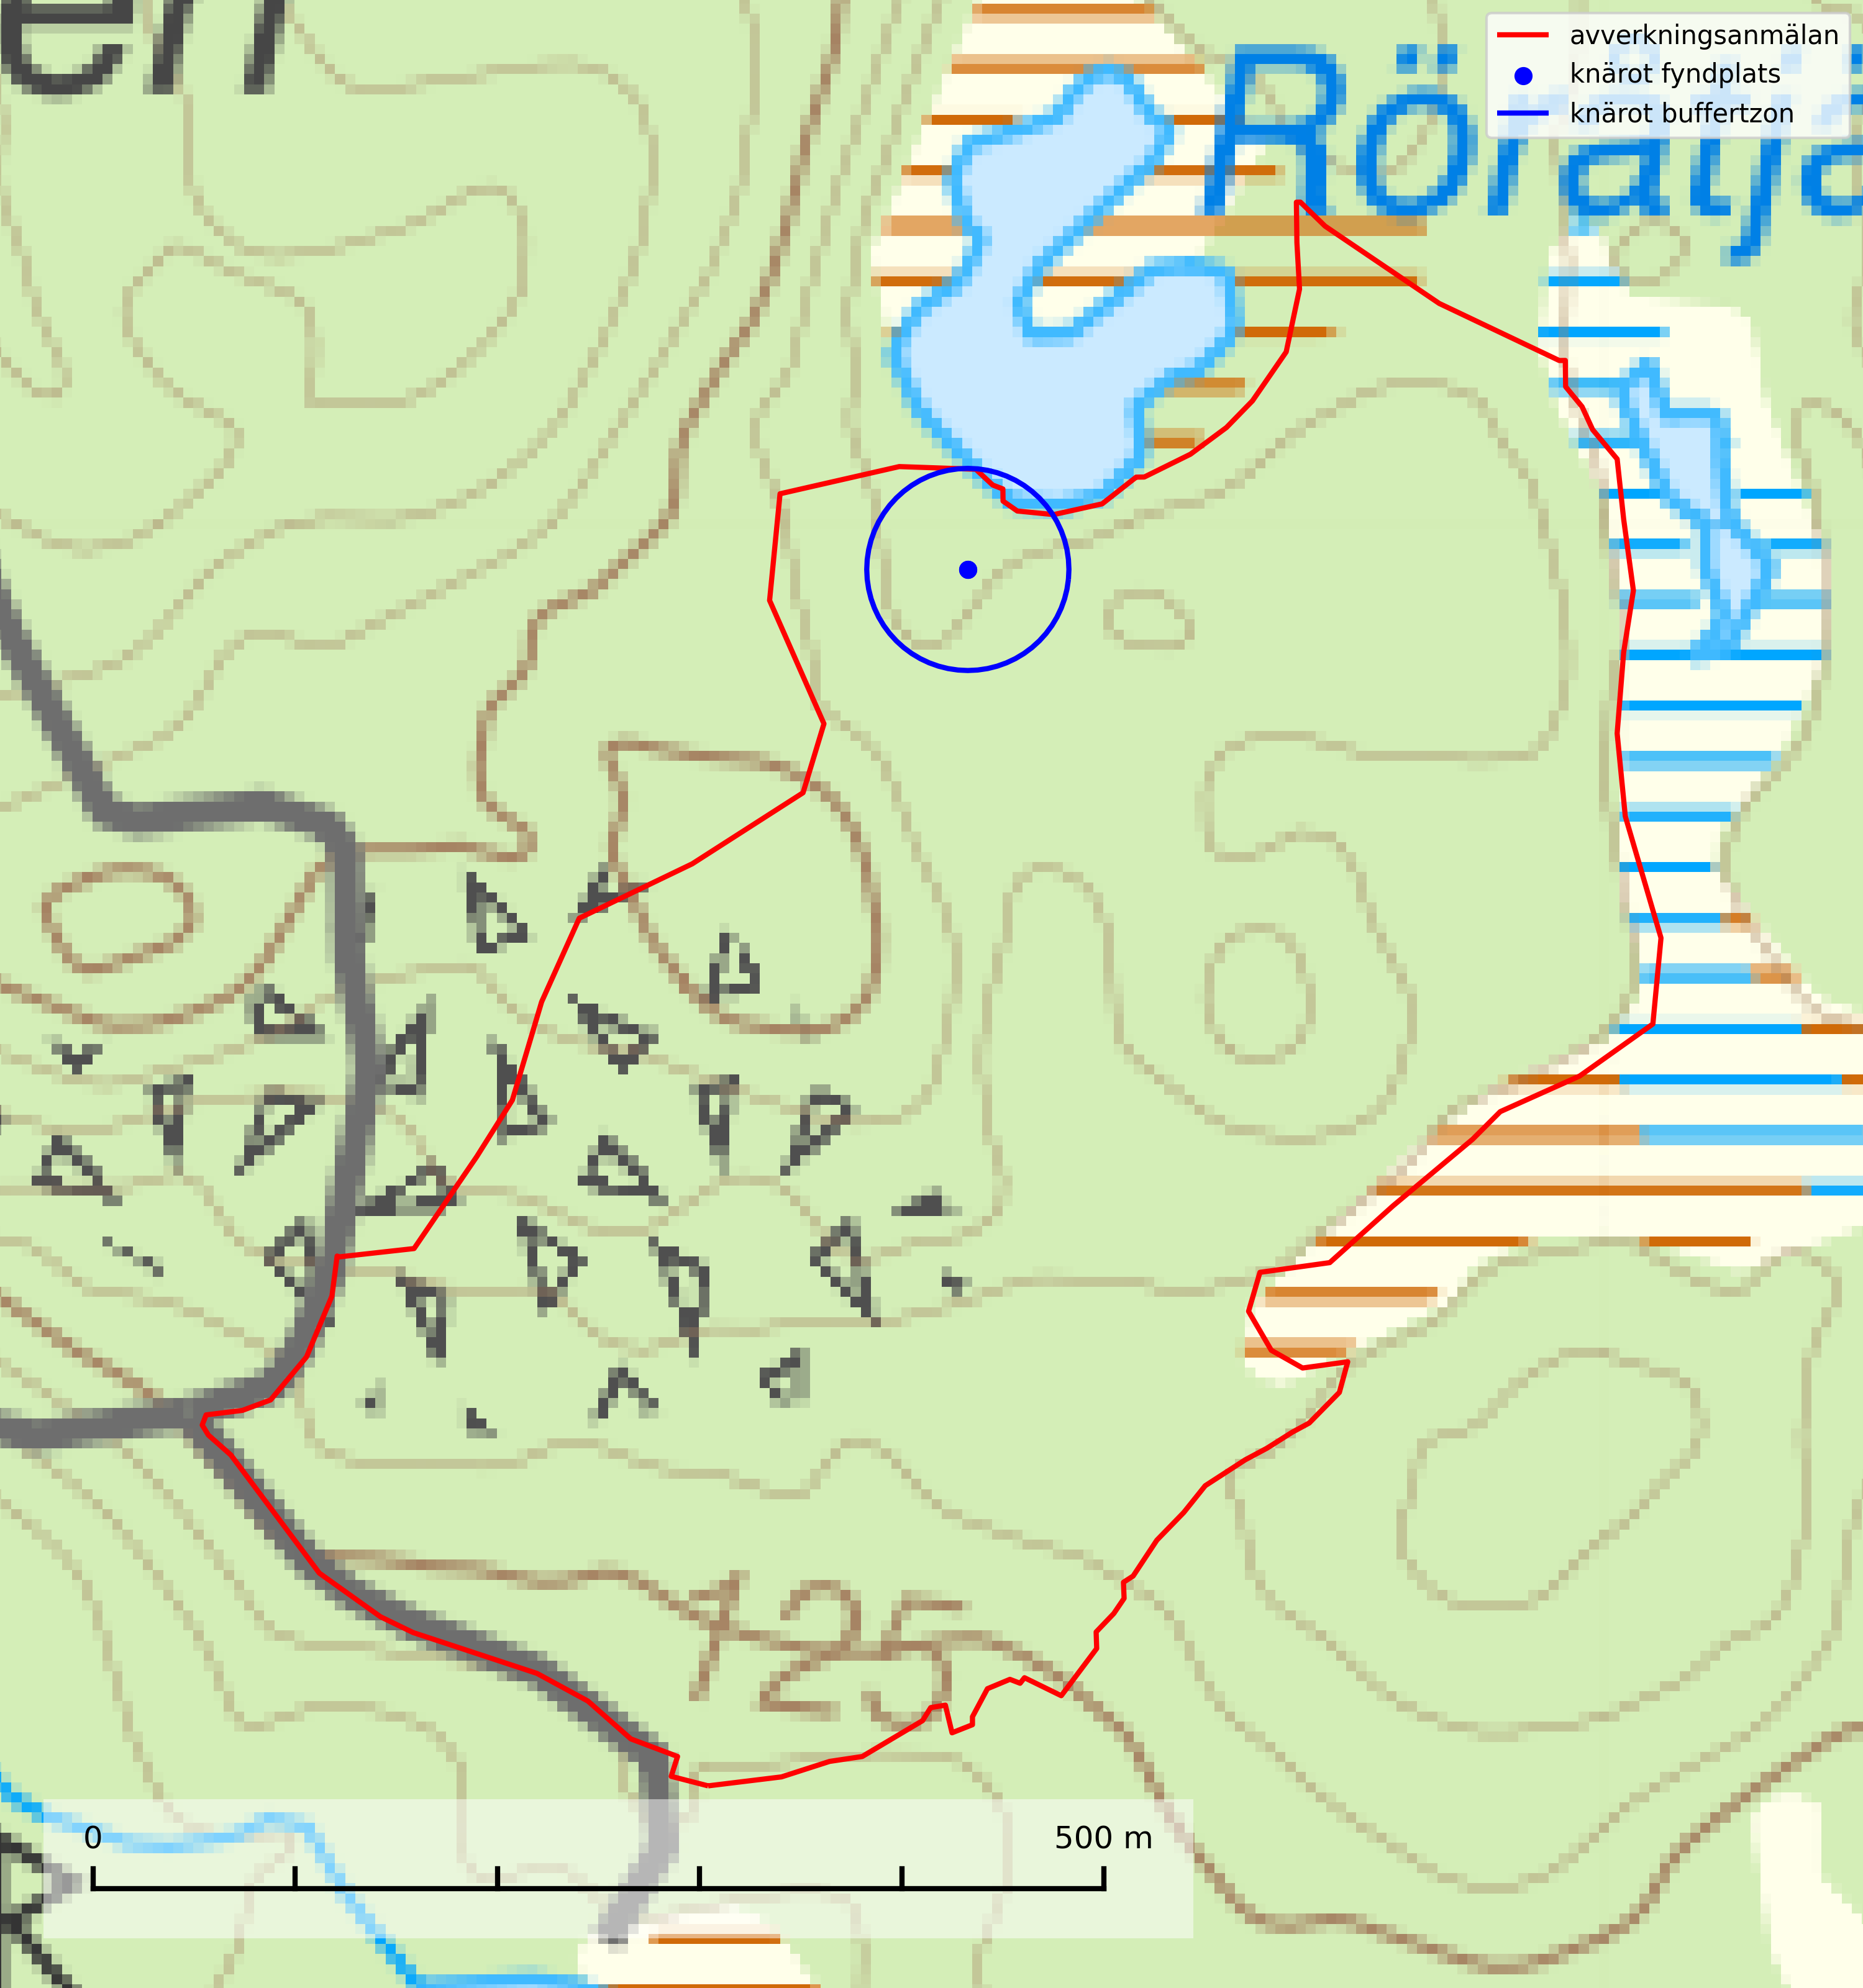 avverkningsanmälan
knärot fyndplats
knärot buffertzon
125
0 500 m